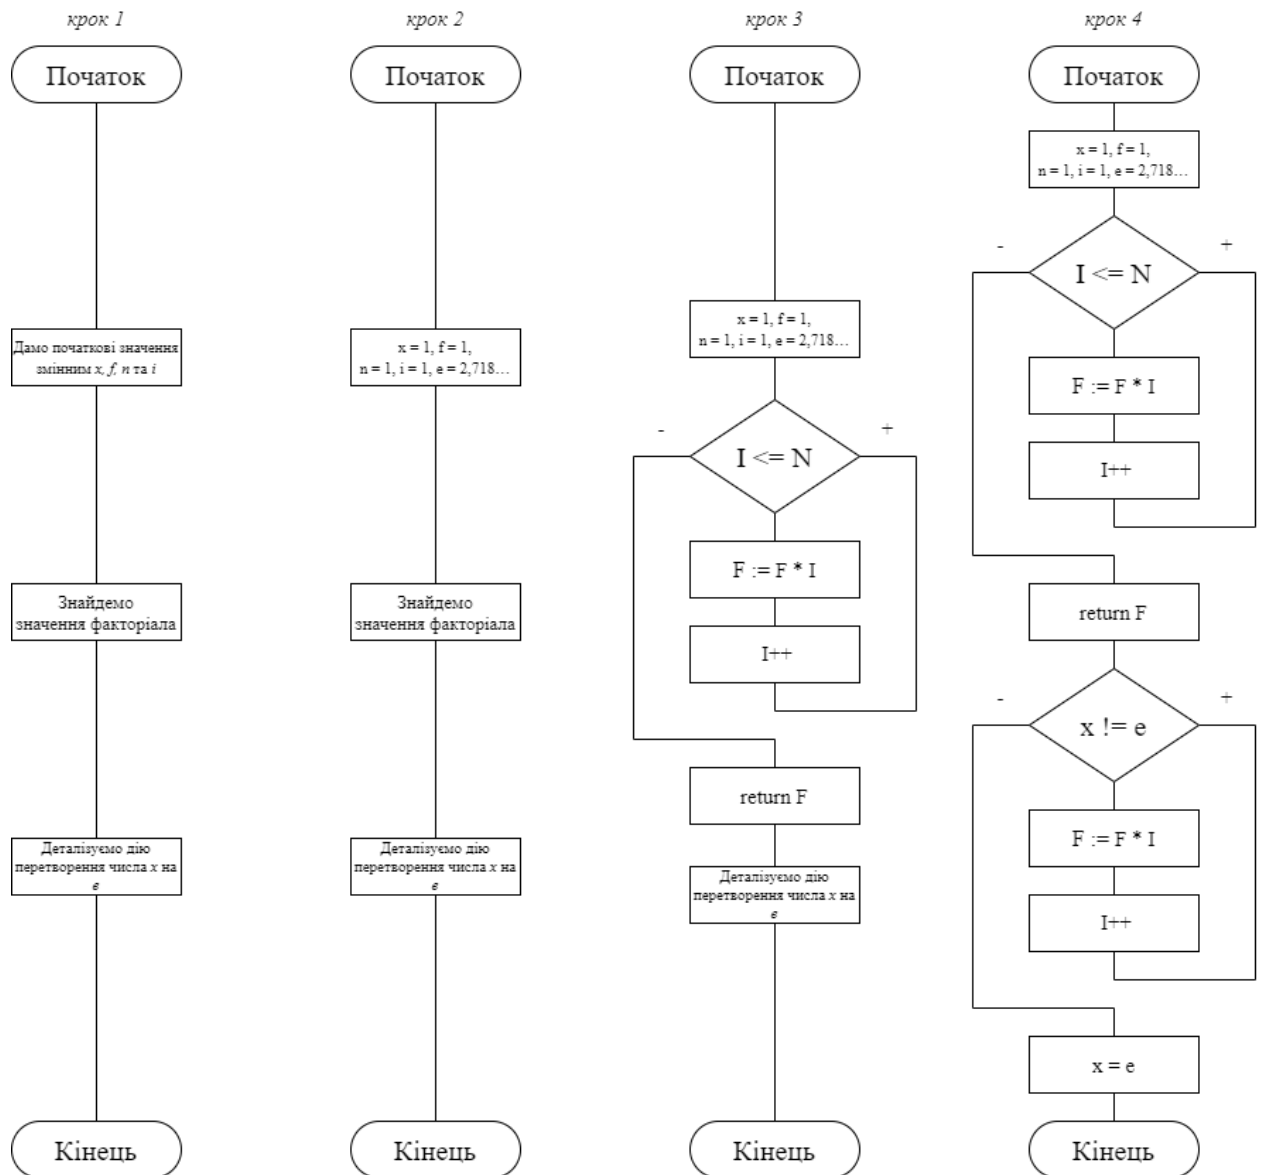 крок 1
Початок
Дамо початкові значення
змінним x, f, n та i
Знайдемо
значення факторіала
Деталізуємо дію
перетворення числа x на
e
Кінець
крок 2
Початок
x = 1, f = 1,
n = 1, i = 1, e = 2,718…
Знайдемо
значення факторіала
Деталізуємо дію
перетворення числа x на
e
Кінець
крок 3
Початок
x = 1, f = 1,
n = 1, i = 1, e = 2,718…
I <= N
-
+
F := F * I
I++
return F
Деталізуємо дію
перетворення числа x на
e
Кінець
крок 4
Початок
x = 1, f = 1,
n = 1, i = 1, e = 2,718…
-
+
I <= N
F := F * I
I++
return F
-
+
x != e
F := F * I
I++
x = e
Кінець